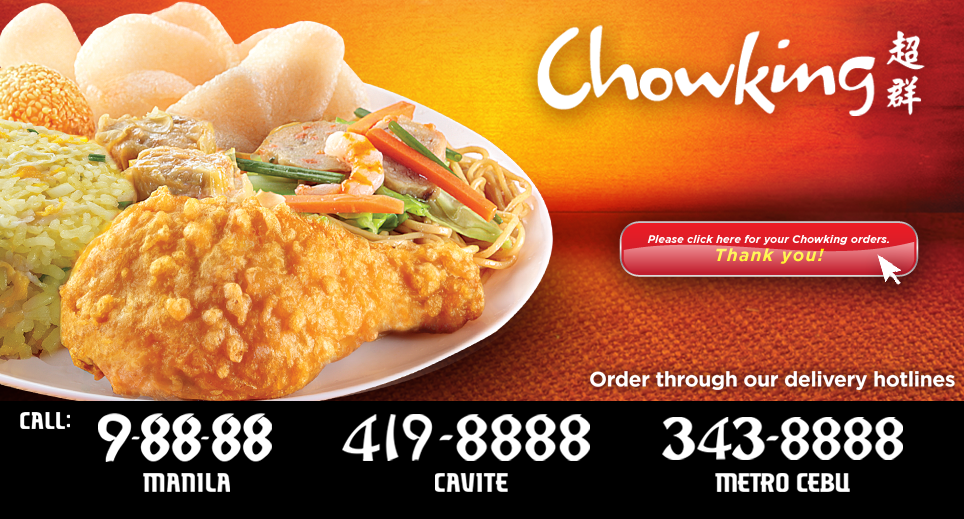 Chowking 超群
Please click here for your Chowking orders.
Thank you!
Order through our delivery hotlines
CALL: 9-88-88 419-8888 343-8888
MANILA CAVITE METRO CEBU